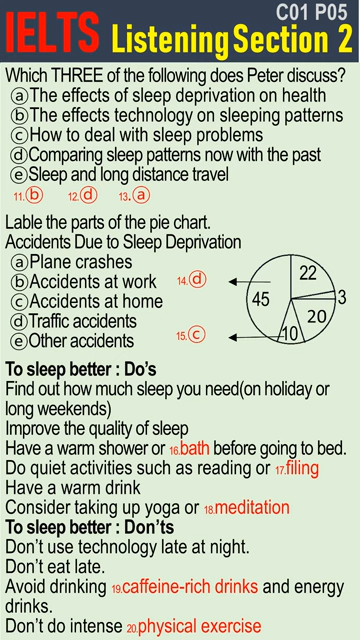 C01 P05
IELTS Listening Section 2
Which THREE of the following does Peter discuss?
ⓐThe effects of sleep deprivation on health
ⓑThe effects technology on sleeping patterns
ⓒHow to deal with sleep problems
ⓓComparing sleep patterns now with the past
ⓔSleep and long distance travel
11.ⓑ 12.ⓓ 13.ⓐ
Lable the parts of the pie chart.
Accidents Due to Sleep Deprivation
ⓐPlane crashes
ⓑAccidents at work 14.ⓓ
ⓒAccidents at home
ⓓTraffic accidents
ⓔOther accidents 15.ⓒ
22
45 3
20
10
To sleep better : Do's
Find out how much sleep you need(on holiday or
long weekends)
Improve the quality of sleep
Have a warm shower or 16.bath before going to bed.
Do quiet activities such as reading or 17.filing
Have a warm drink
Consider taking up yoga or 18.meditation
To sleep better : Don'ts
Don't use technology late at night.
Don't eat late.
Avoid drinking 19.caffeine-rich drinks and energy
drinks.
Don't do intense 20.physical exercise